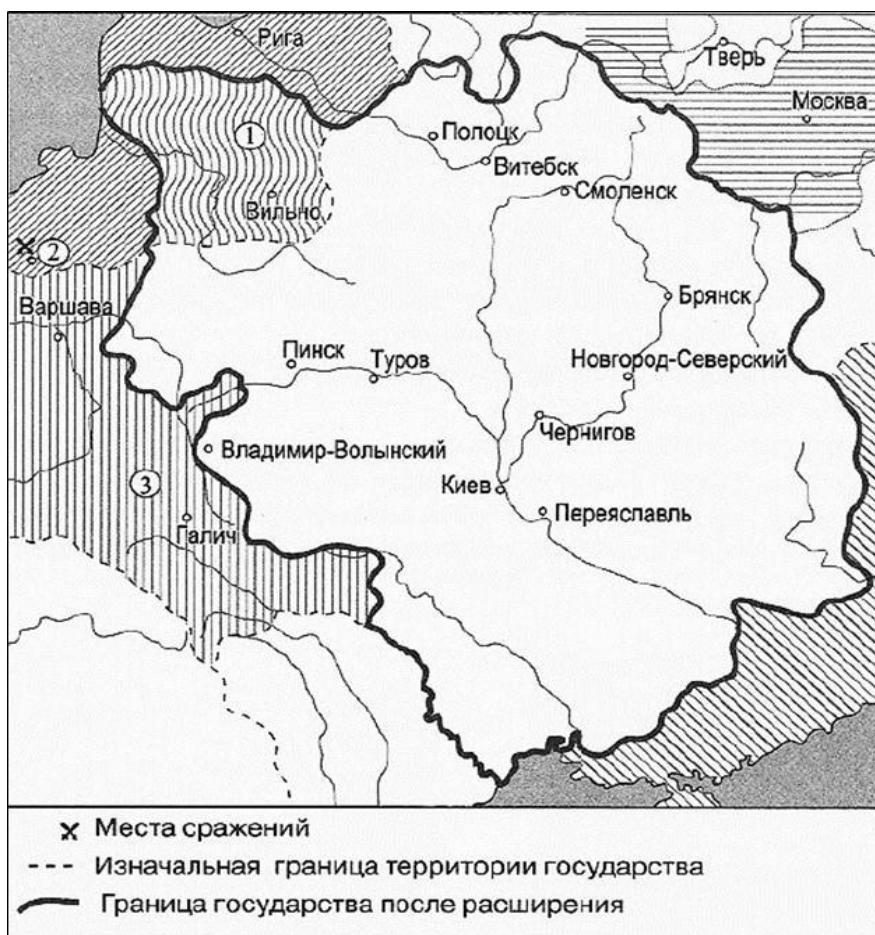 Рига
Тверь
Москва
1
Полоцк
Витебск
Смоленск
Вильно
2
Варшава
Брянск
Пинск
Туров
Новгород-Северский
Чернигов
Владимир-Волынский
3
Киев
Переяславль
Галич
Места сражений
Изначальная граница территории государства
Граница государства после расширения